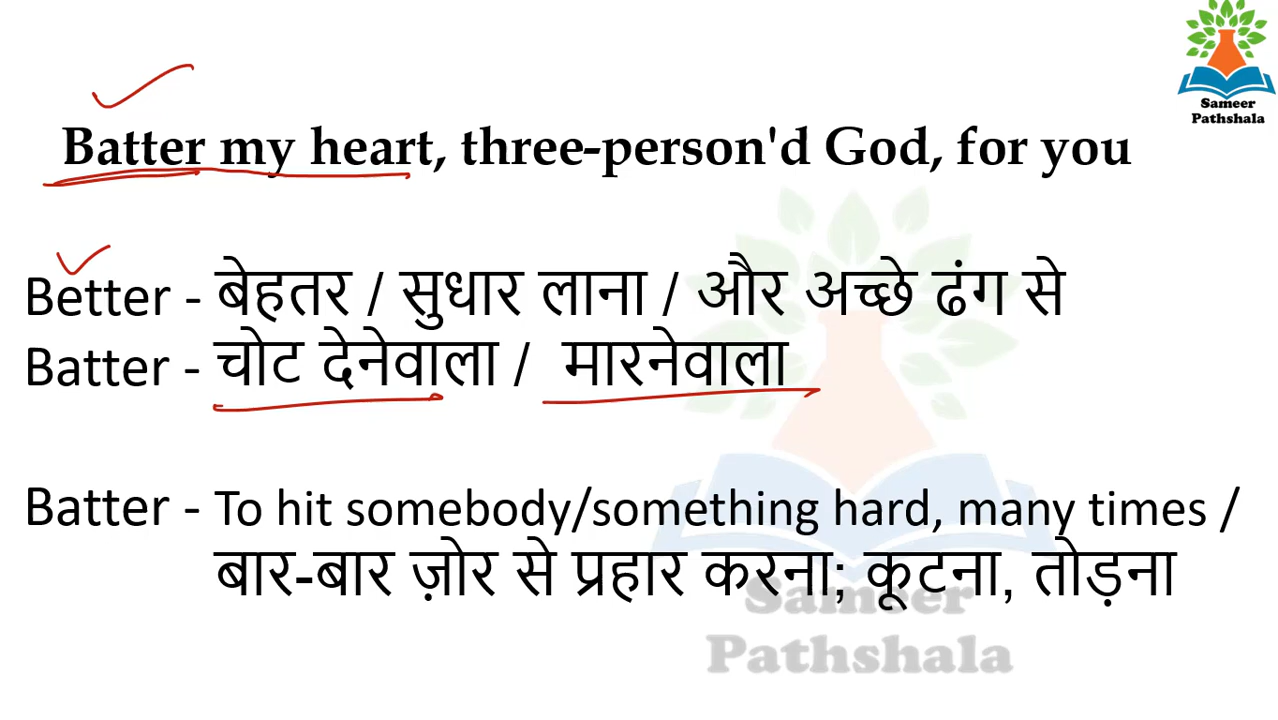 Sameer
Pathshala
Batter my heart, three-person'd God, for you
Better - बेहतर / सुधार लाना / और अच्छे ढंग से
Batter - चोट देनेवाला / मारनेवाला
Batter - To hit somebody/something hard, many times /
बार-बार ज़ोर से प्रहार करना; कूटना, तोड़ना
Sameer
Pathshala